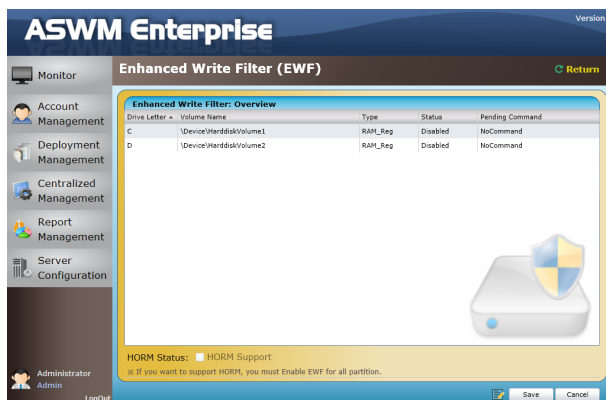 ASWM Enterprise
Version
Monitor
Account
Management
Deployment
Management
Centralized
Management
Report
Management
Server
Configuration
Administrator
Admin
LogOut
Enhanced Write Filter (EWF)
Return
Enhanced Write Filter: Overview
Drive Letter Volume Name Type Status Pending Command
C \Device\HarddiskVolume1 RAM_Reg Disabled NoCommand
D \Device\HarddiskVolume2 RAM_Reg Disabled NoCommand
HORM Status: HORM Support
※ If you want to support HORM, you must Enable EWF for all partition.
Save Cancel